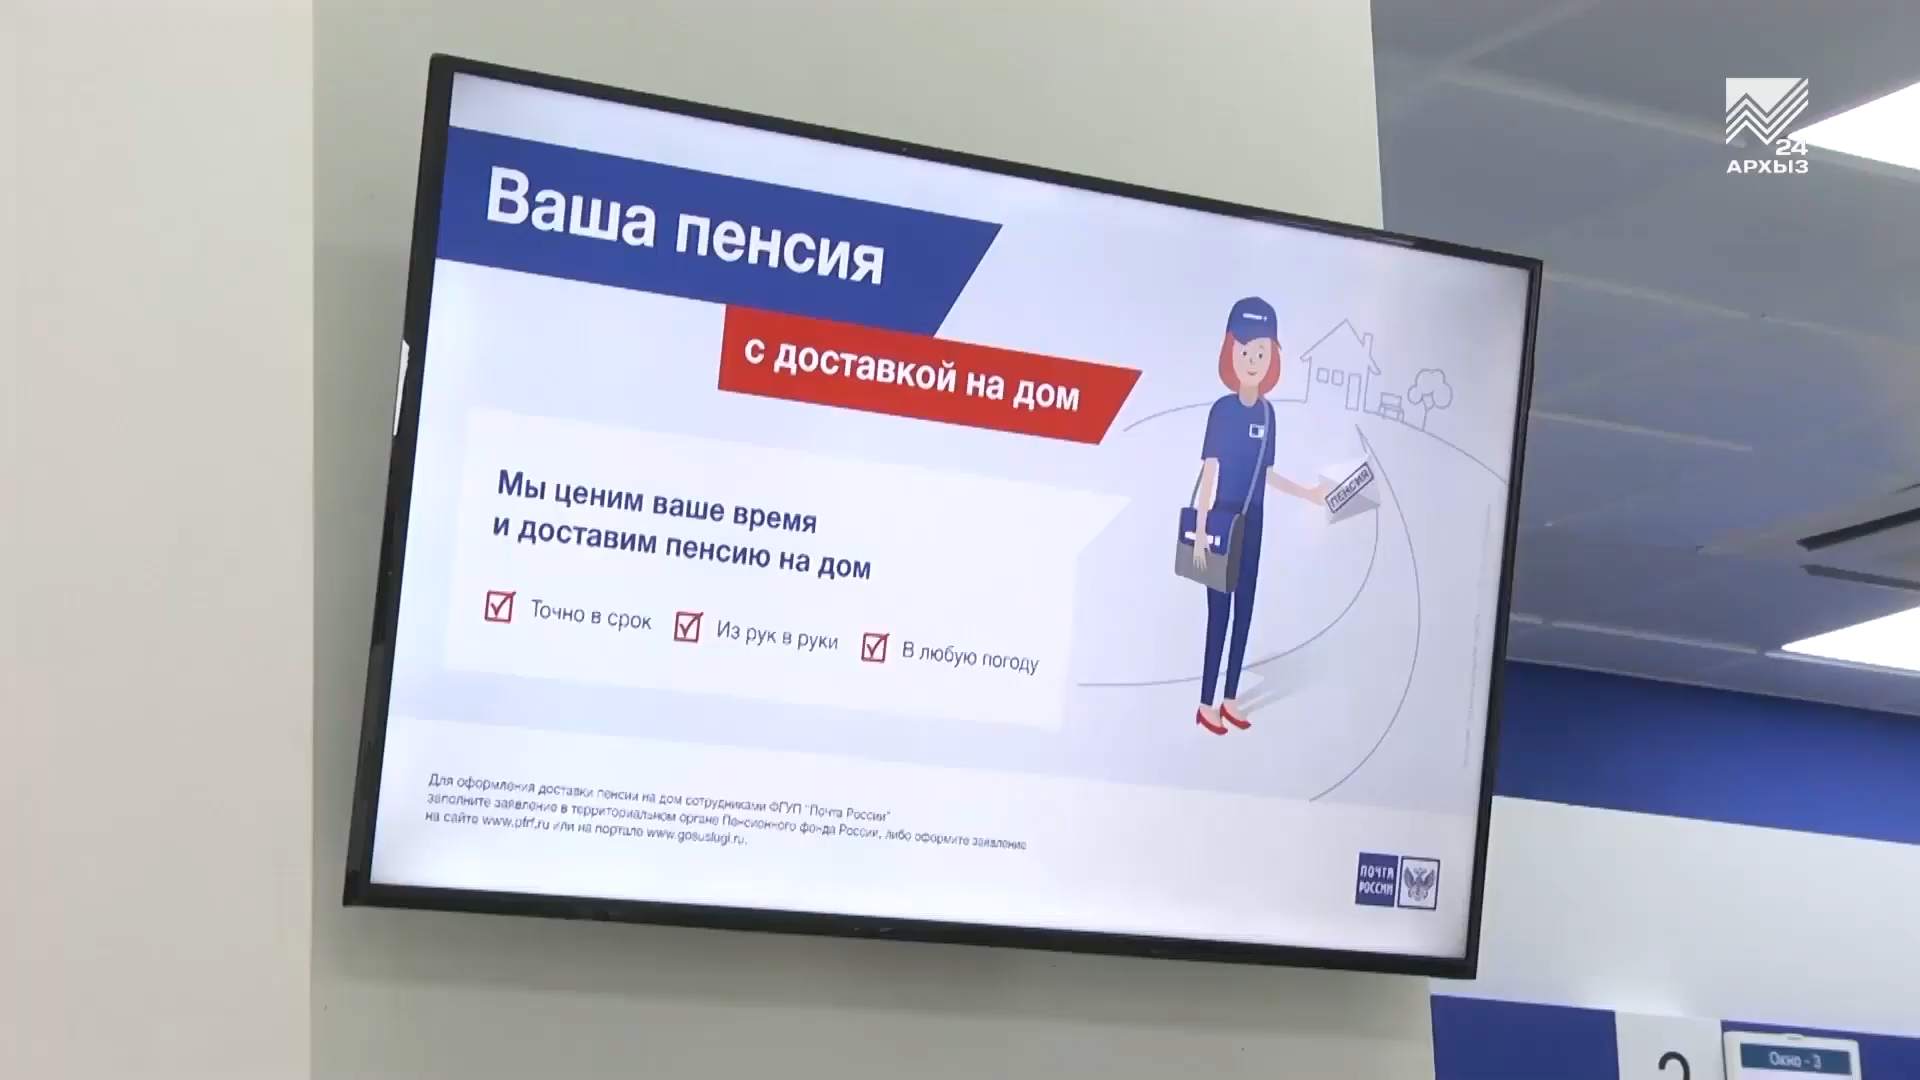 24
АРХЫЗ
Ваша пенсия
с доставкой на дом
ПЕНСИЯ
Мы ценим ваше время
и доставим пенсию на дом
Точно в срок
Из рук в руки
В любую погоду
Для оформления доставки пенсии на дом сотрудниками ФГУП "Почта России"
заполните заявление в территориальном органе Пенсионного фонда России, либо оформите заявление
на сайте www.pfrf.ru или на портале www.gosuslugi.ru.
ПОЧТА
РОССИИ
Окно - 3